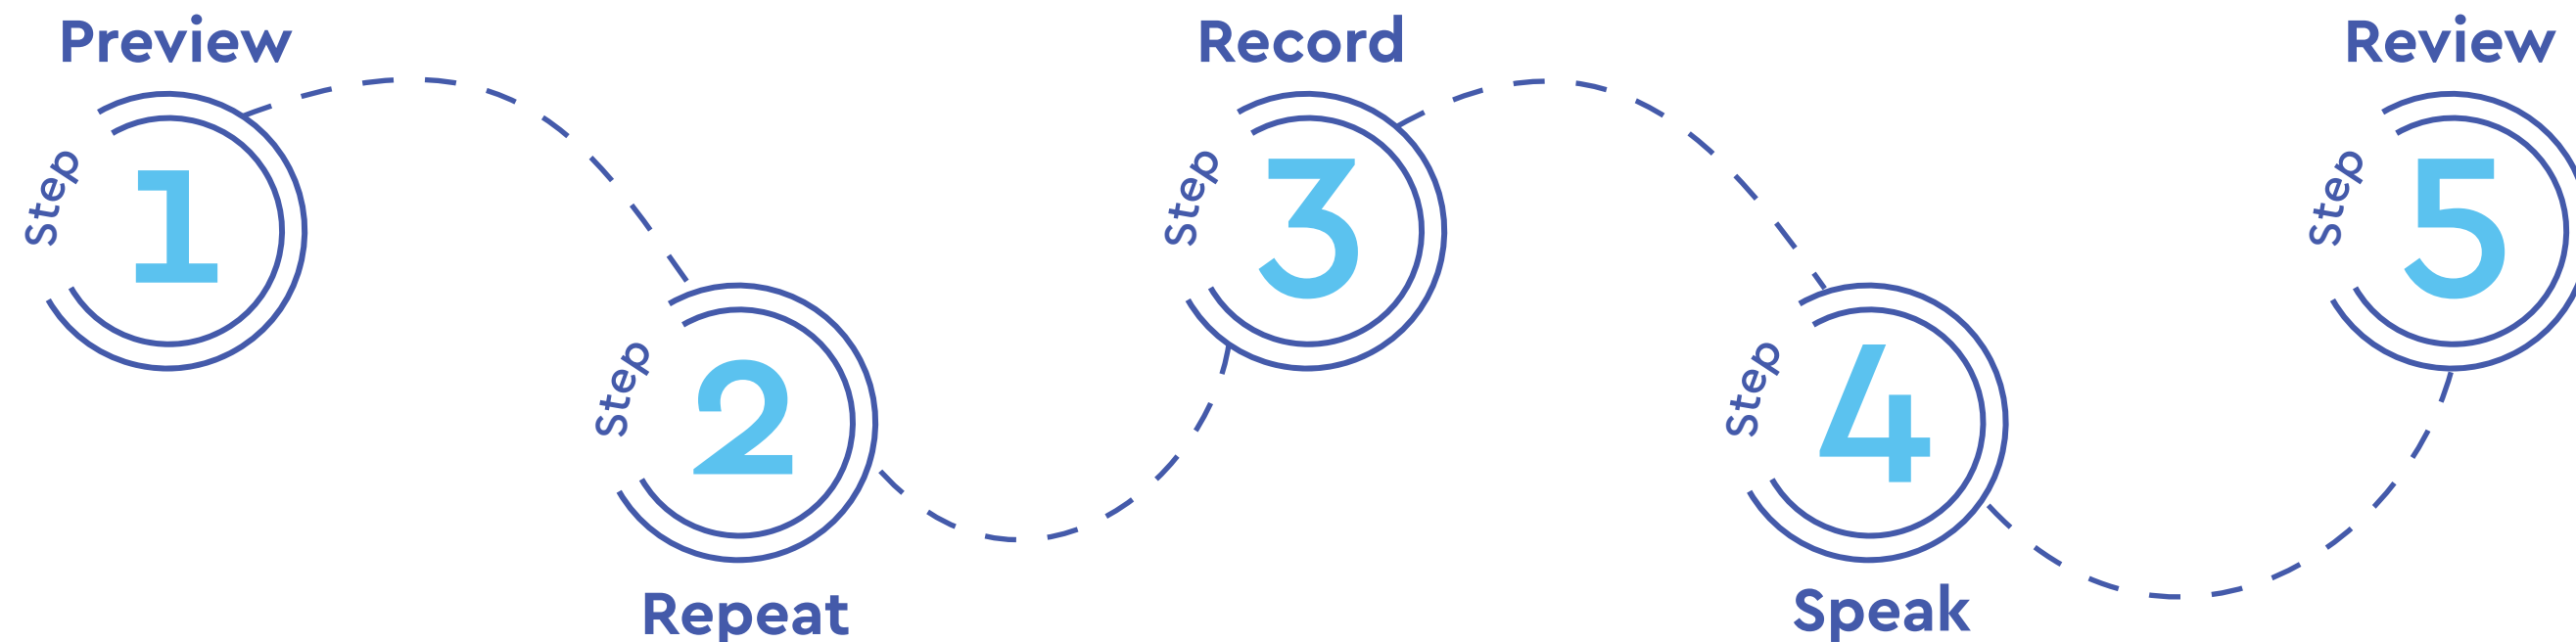 Preview
Step
1
Step
2
Repeat
Record
Step
3
Step
4
Speak
Review
Step
5